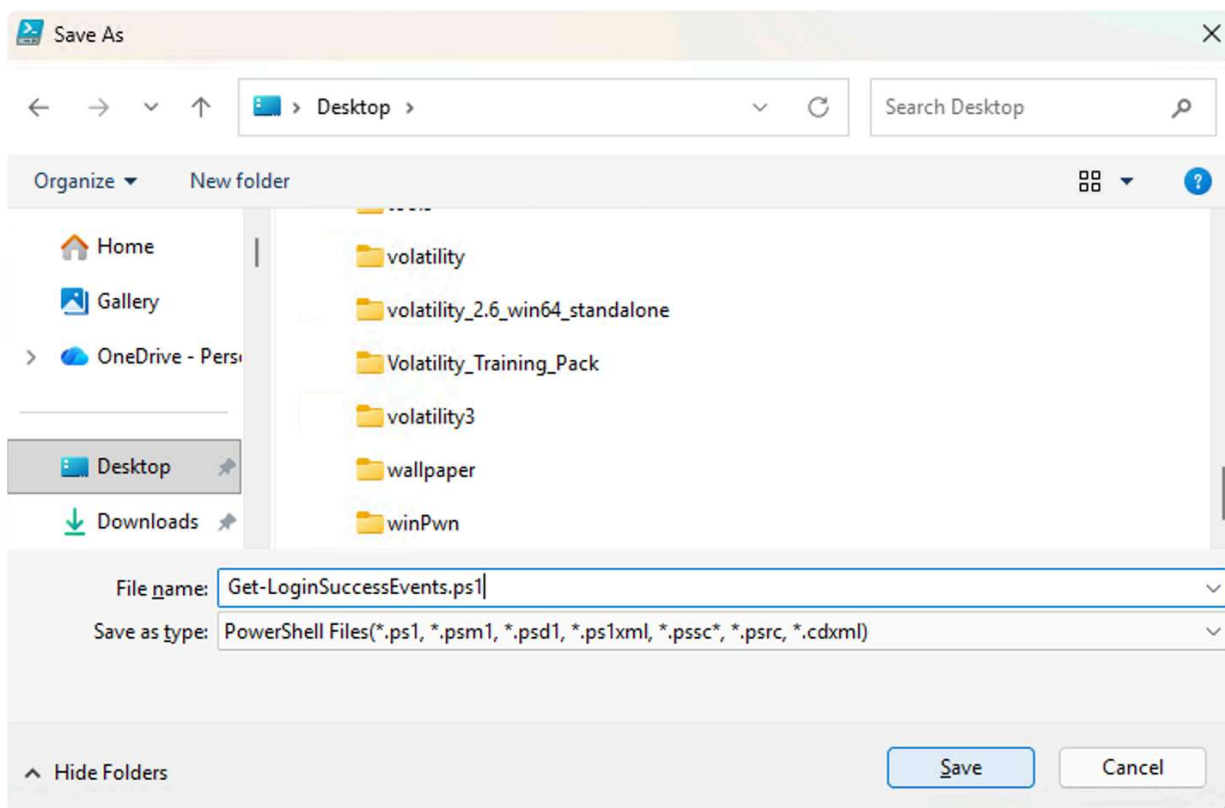 Save As
Desktop
Search Desktop
Organize
New folder
Home
Gallery
OneDrive - Pers
Desktop
Downloads
volatility
volatility_2.6_win64_standalone
Volatility_Training_Pack
volatility3
wallpaper
winPwn
File name: Get-LoginSuccessEvents.ps1
Save as type: PowerShell Files(*.ps1, *.psm1, *.psd1, *.ps1xml, *.pssc*, *.psrc, *.cdxml)
Hide Folders
Save
Cancel